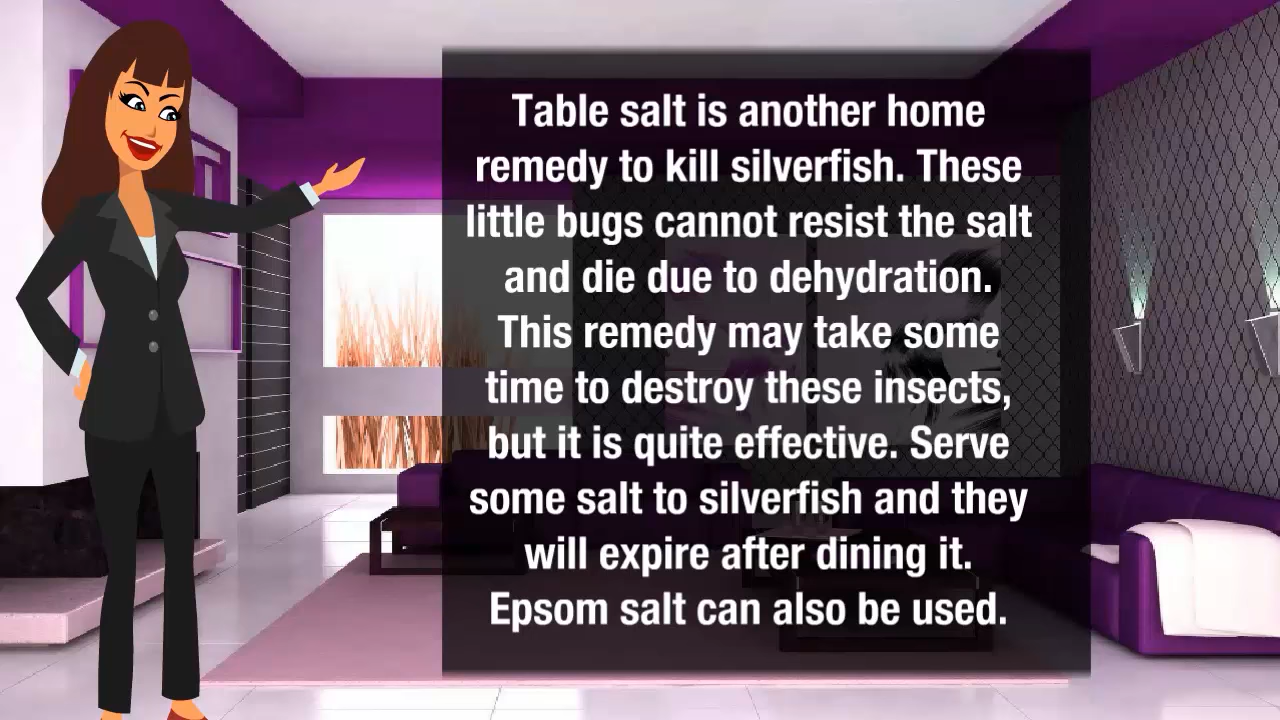 Table salt is another home
remedy to kill silverfish. These
little bugs cannot resist the salt
and die due to dehydration.
This remedy may take some
time to destroy these insects,
but it is quite effective. Serve
some salt to silverfish and they
will expire after dining it.
Epsom salt can also be used.